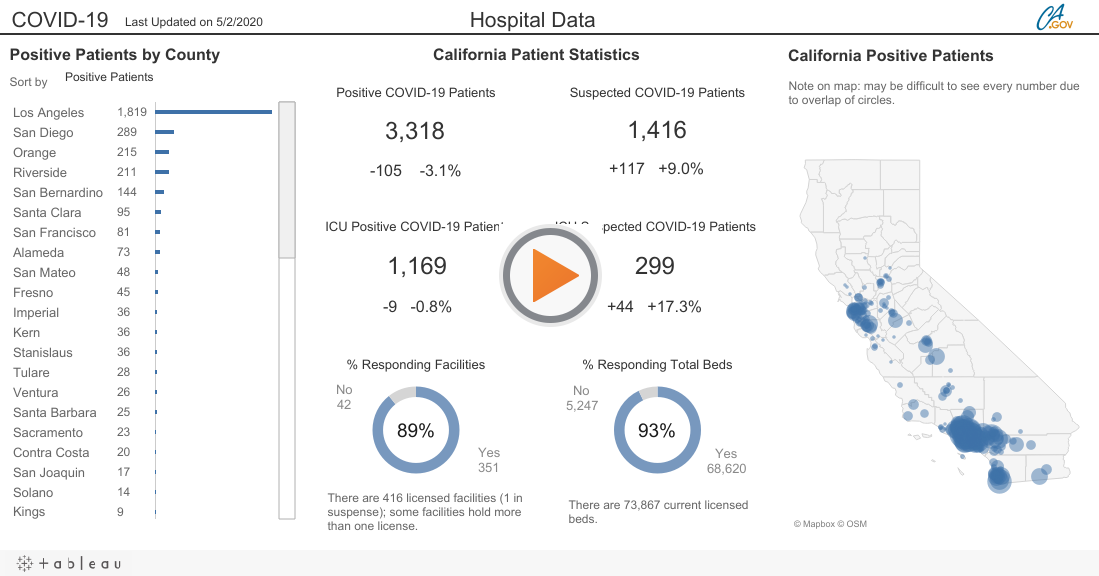 COVID-19 Last Updated on 5/2/2020
Hospital Data
CA.GOV
Positive Patients by County
Sort by Positive Patients
Los Angeles 1,819
San Diego 289
Orange 215
Riverside 211
San Bernardino 144
Santa Clara 95
San Francisco 81
Alameda 73
San Mateo 48
Fresno 45
Imperial 36
Kern 36
Stanislaus 36
Tulare 28
Ventura 26
Santa Barbara 25
Sacramento 23
Contra Costa 20
San Joaquin 17
Solano 14
Kings 9
California Patient Statistics
Positive COVID-19 Patients
3,318
-105 -3.1%
Suspected COVID-19 Patients
1,416
+117 +9.0%
ICU Positive COVID-19
1,169
-9 -0.8%
COVID-19 Patients
299
+44 +17.3%
% Responding Facilities
No
42
89%
Yes
351
There are 416 licensed facilities (1 in
suspense); some facilities hold more
than one license.
% Responding Total Beds
No
5,247
93%
Yes
68,620
There are 73,867 current licensed
beds.
California Positive Patients
Note on map: may be difficult to see every number due
to overlap of circles.
© Mapbox © OSM
+ableau